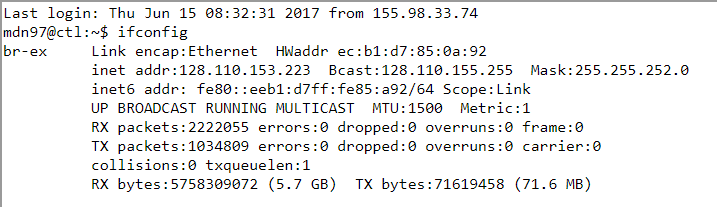 Last login: Thu Jun 15 08:32:31 2017 from 155.98.33.74
mdn97@ctl:~$ ifconfig
br-ex     Link encap:Ethernet  HWaddr ec:b1:d7:85:0a:92
          inet addr:128.110.153.223  Bcast:128.110.155.255  Mask:255.255.252.0
          inet6 addr: fe80::eeb1:d7ff:fe85:a92/64 Scope:Link
          UP BROADCAST RUNNING MULTICAST  MTU:1500  Metric:1
          RX packets:2222055 errors:0 dropped:0 overruns:0 frame:0
          TX packets:1034809 errors:0 dropped:0 overruns:0 carrier:0
          collisions:0 txqueuelen:1
          RX bytes:5758309072 (5.7 GB)  TX bytes:71619458 (71.6 MB)